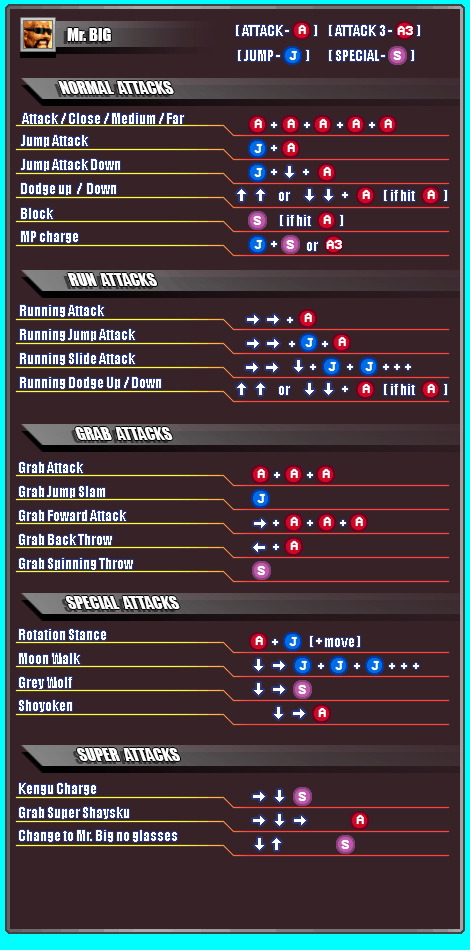 Mr. BIG
[ ATTACK - A ] [ ATTACK 3 - A3 ]
[ JUMP - J ] [ SPECIAL- S ]
NORMAL ATTACKS
Attack / Close / Medium / Far A + A + A + A + A
Jump Attack J + A
Jump Attack Down J + ↓ + A
Dodge up / Down ↑ ↑ or ↓ ↓ + A [ if hit A ]
Block S [ if hit A ]
MP charge J + S or A3
RUN ATTACKS
Running Attack → → + A
Running Jump Attack → → + J + A
Running Slide Attack → → ↓ + J + J + + +
Running Dodge Up / Down ↑ ↑ or ↓ ↓ + A [ if hit A ]
GRAB ATTACKS
Grab Attack A + A + A
Grab Jump Slam J
Grab Foward Attack → + A + A + A
Grab Back Throw ← + A
Grab Spinning Throw S
SPECIAL ATTACKS
Rotation Stance A + J [ + move ]
Moon Walk ↓ → J + J + J + + +
Grey Wolf ↓ → S
Shoyoken ↓ → A
SUPER ATTACKS
Kengu Charge → ↓ S
Grab Super Shaysku → ↓ → A
Change to Mr. Big no glasses ↓ ↑ S